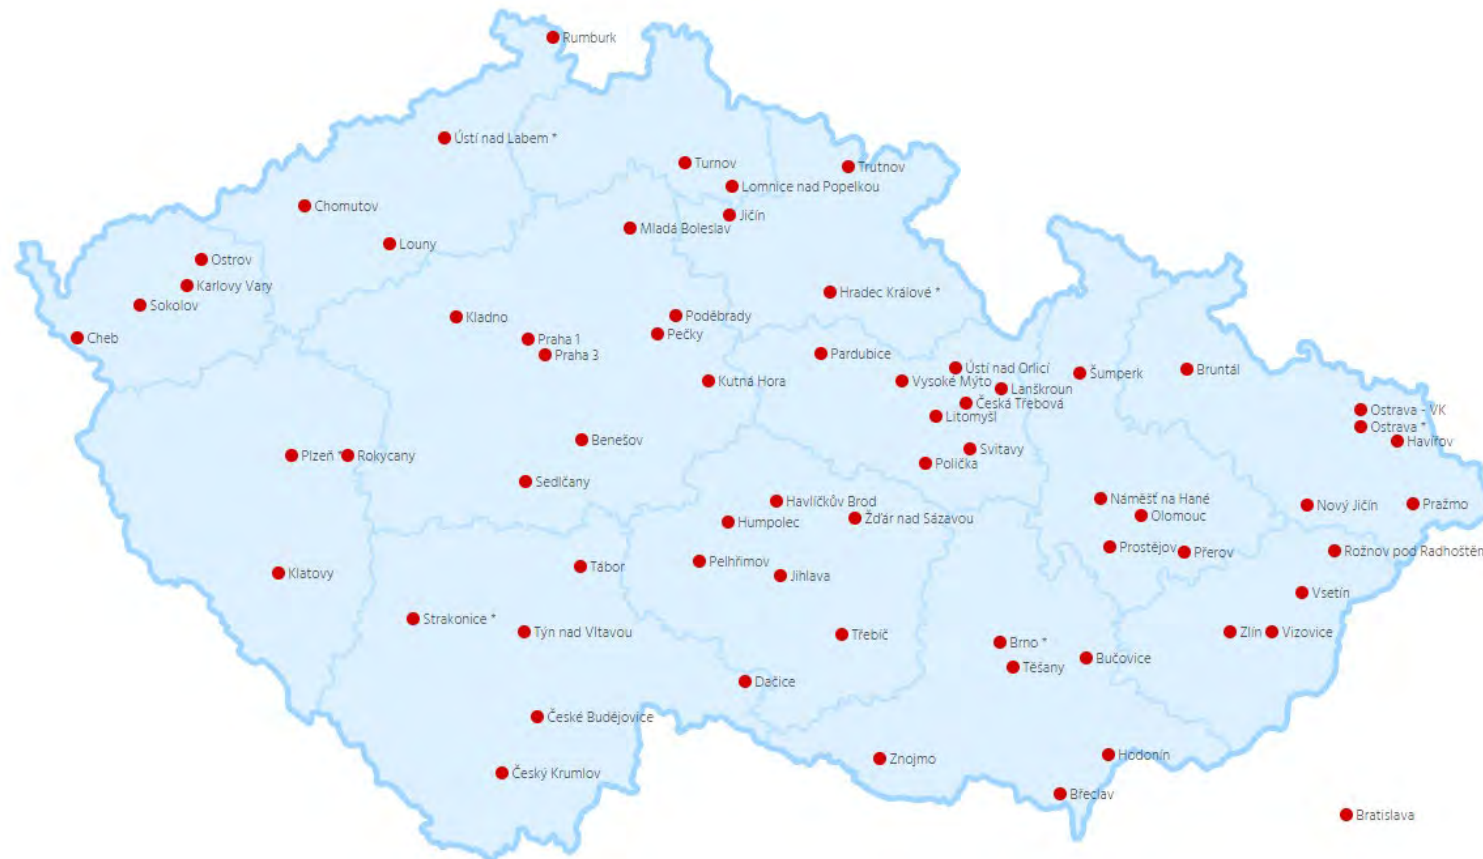 Rumburk
Ústí nad Labem *
Turnov
Trutnov
Lomnice nad Popelkou
Chomutov
Jičín
Mladá Boleslav
Louny
Ostrov
Karlovy Vary
Hradec Králové *
Sokolov
Poděbrady
Kladno
Pečky
Cheb
Praha 1
Praha 3
Pardubice
Ústí nad Orlicí
Bruntál
Šumperk
Kutná Hora
Vysoké Mýto
Lanškroun
Česká Třebová
Ostrava - VK
Litomyšl
Ostrava *
Benešov
Havířov
Svitavy
Plzeň *
Rokycany
Polička
Sedlčany
Náměšť na Hané
Havlíčkův Brod
Pražmo
Nový Jičín
Olomouc
Žďár nad Sázavou
Humpolec
Prostějov
Rožnov pod Radhoštěn
Přerov
Pelhřimov
Tábor
Klatovy
Jihlava
Vsetín
Strakonice *
Týn nad Vltavou
Zlín
Vizovice
Třebíč
Brno *
Bučovice
Těšany
Dačice
České Budějovice
Hodonín
Znojmo
Český Krumlov
Břeclav
Bratislava